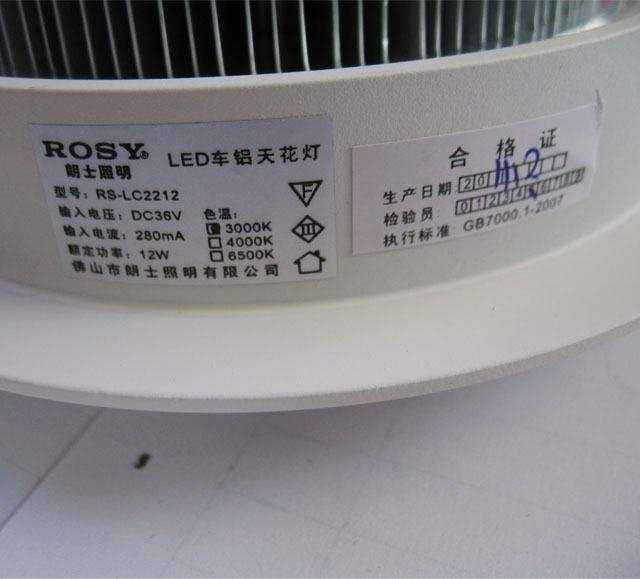 ROSY® LED车铝天花灯
朗士照明
型号：RS-LC2212
输入电压：DC36V 色温：
输入电流：280mA 3000K
额定功率：12W 4000K
6500K
佛山市朗士照明有限公司
F
III
合格证
生产日期：20
检验员：0123456789
执行标准：GB7000.1-2007